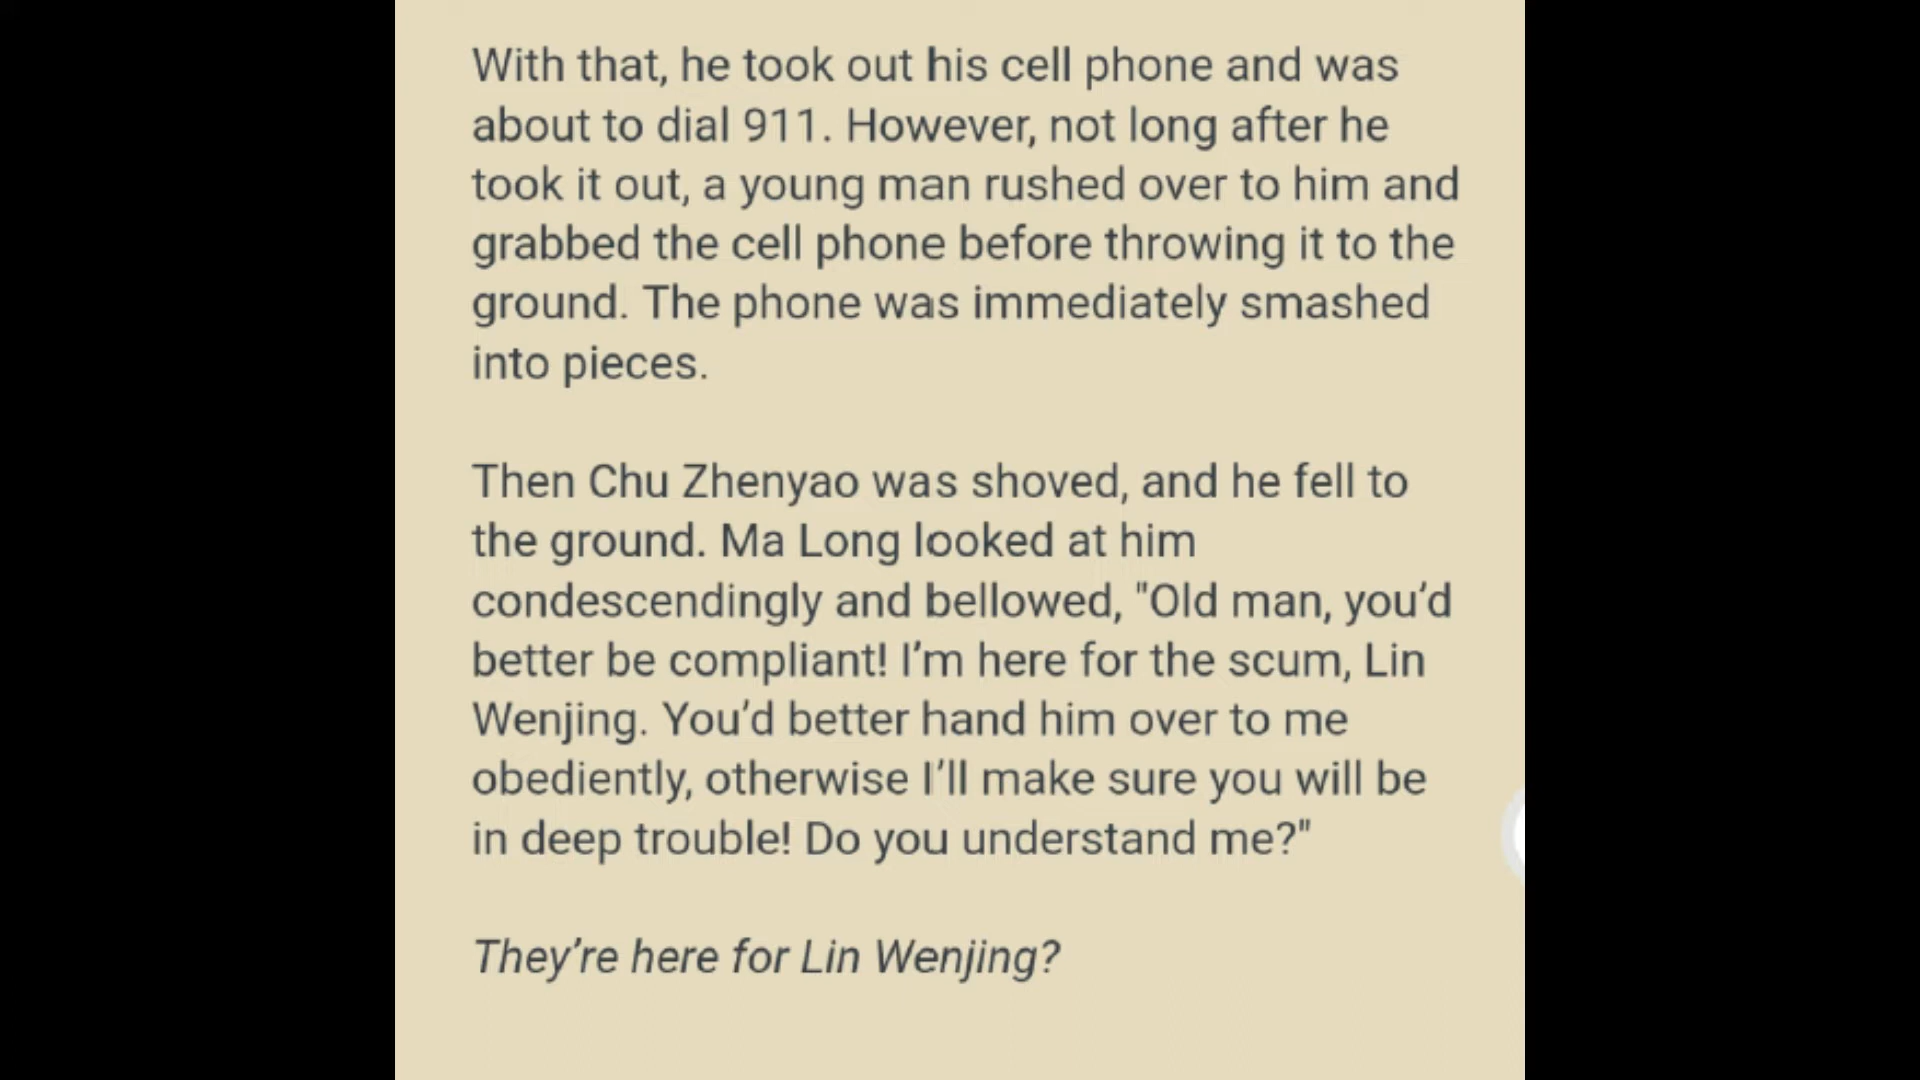 With that, he took out his cell phone and was
about to dial 911. However, not long after he
took it out, a young man rushed over to him and
grabbed the cell phone before throwing it to the
ground. The phone was immediately smashed
into pieces.
Then Chu Zhenyao was shoved, and he fell to
the ground. Ma Long looked at him
condescendingly and bellowed, "Old man, you’d
better be compliant! I’m here for the scum, Lin
Wenjing. You’d better hand him over to me
obediently, otherwise I’ll make sure you will be
in deep trouble! Do you understand me?"
They’re here for Lin Wenjing?